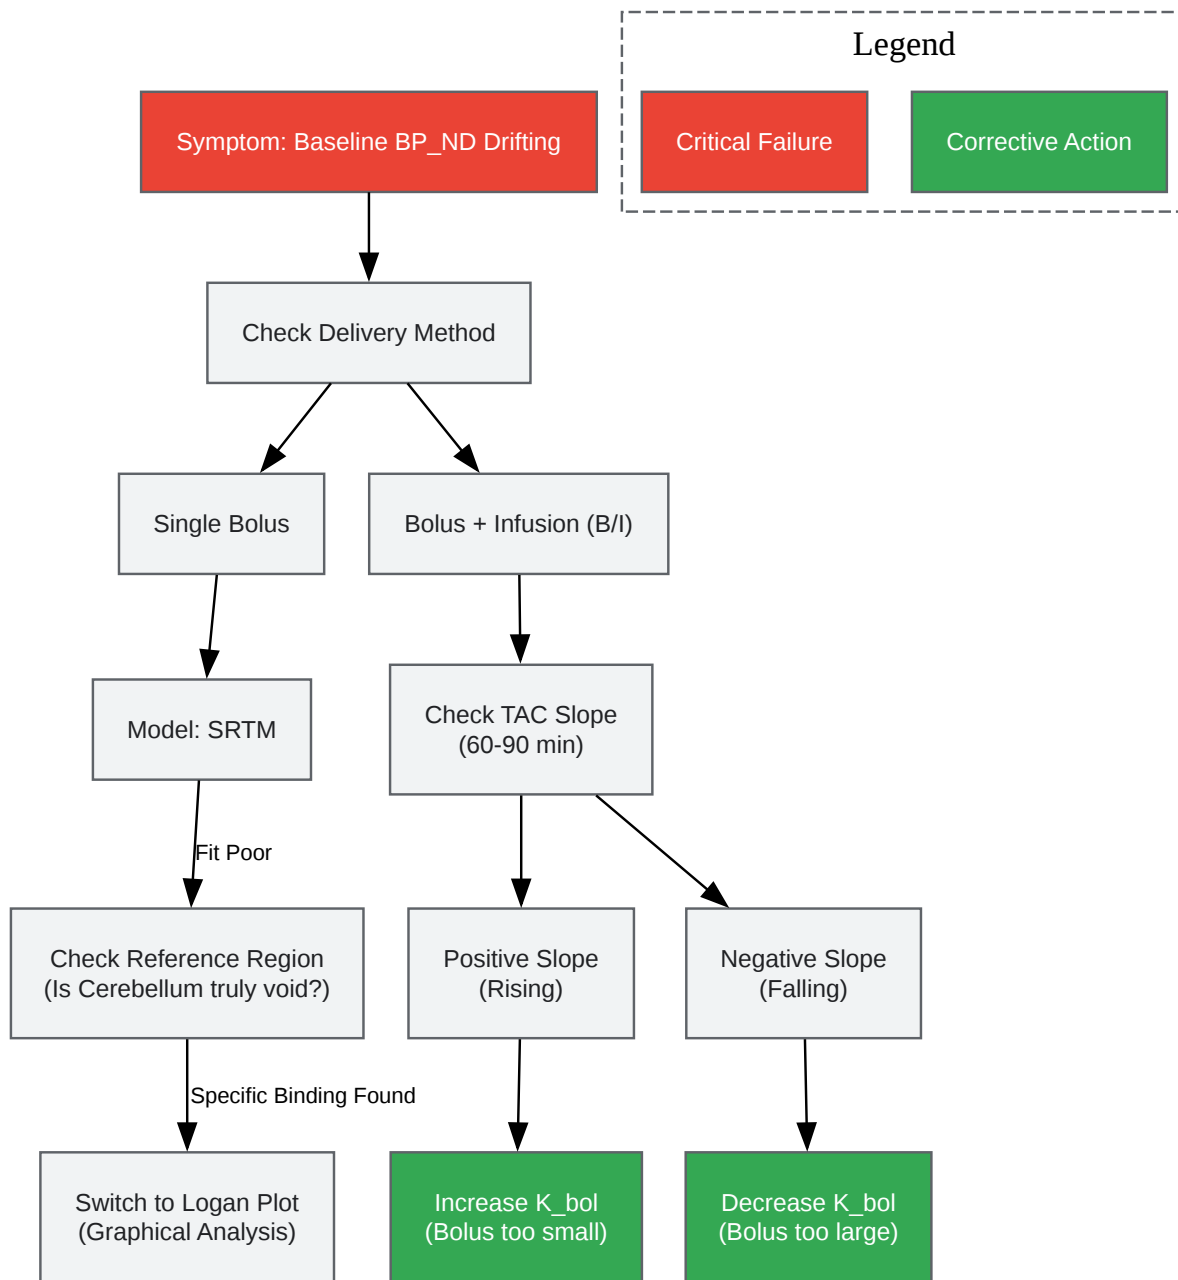 Legend
Symptom: Baseline BP_ND Drifting
Critical Failure
Corrective Action
Check Delivery Method
Single Bolus
Bolus + Infusion (B/I)
Model: SRTM
Check TAC Slope
(60-90 min)
Fit Poor
Check Reference Region
(Is Cerebellum truly void?)
Positive Slope
(Rising)
Negative Slope
(Falling)
Specific Binding Found
Switch to Logan Plot
(Graphical Analysis)
Increase K_bol
(Bolus too small)
Decrease K_bol
(Bolus too large)